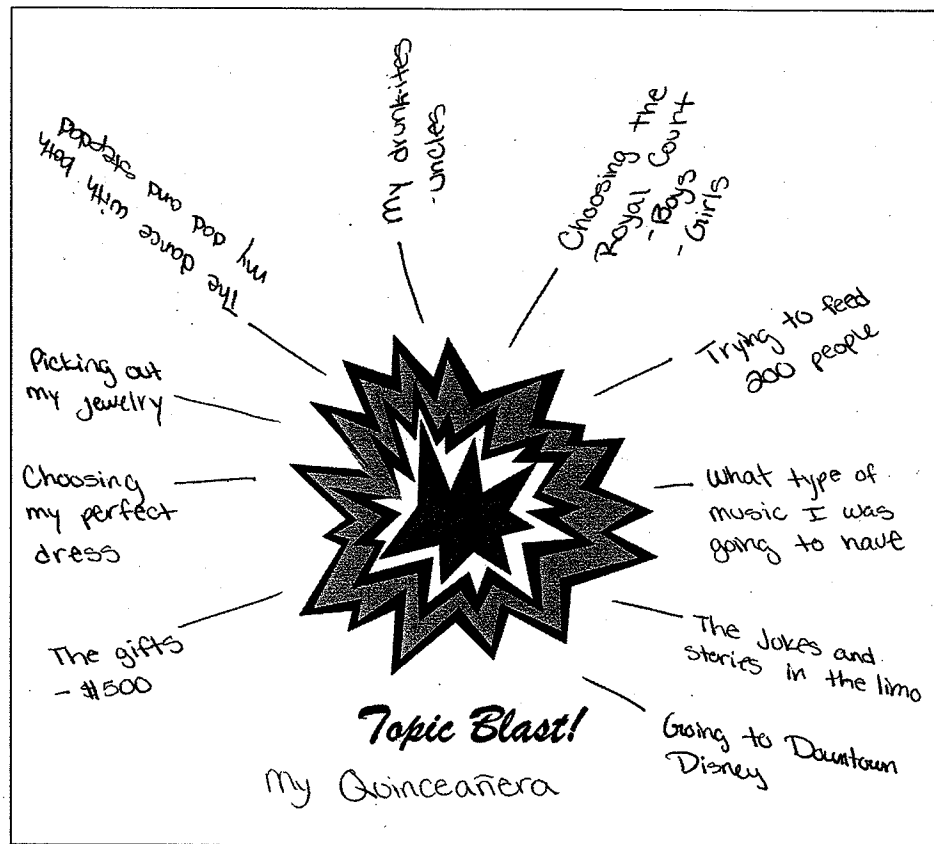 My drunk-ites
-uncles
Choosing the
Royal Court
-Boys
-Girls
Trying to feed
200 people
What type of
music I was
going to have
The Jokes and
stories in the limo
Going to Downtown
Disney
The gifts
- $500
Choosing
my perfect
dress
Picking out
my jewelry
The dance with both
my dad and stepdad
Topic Blast!
My Quinceañera